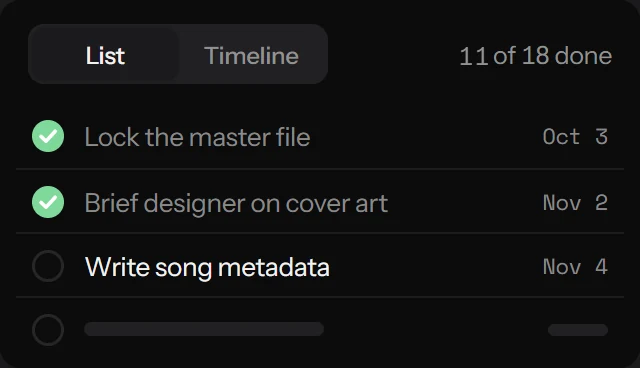 List Timeline 11 of 18 done
Lock the master file Oct 3
Brief designer on cover art Nov 2
Write song metadata Nov 4